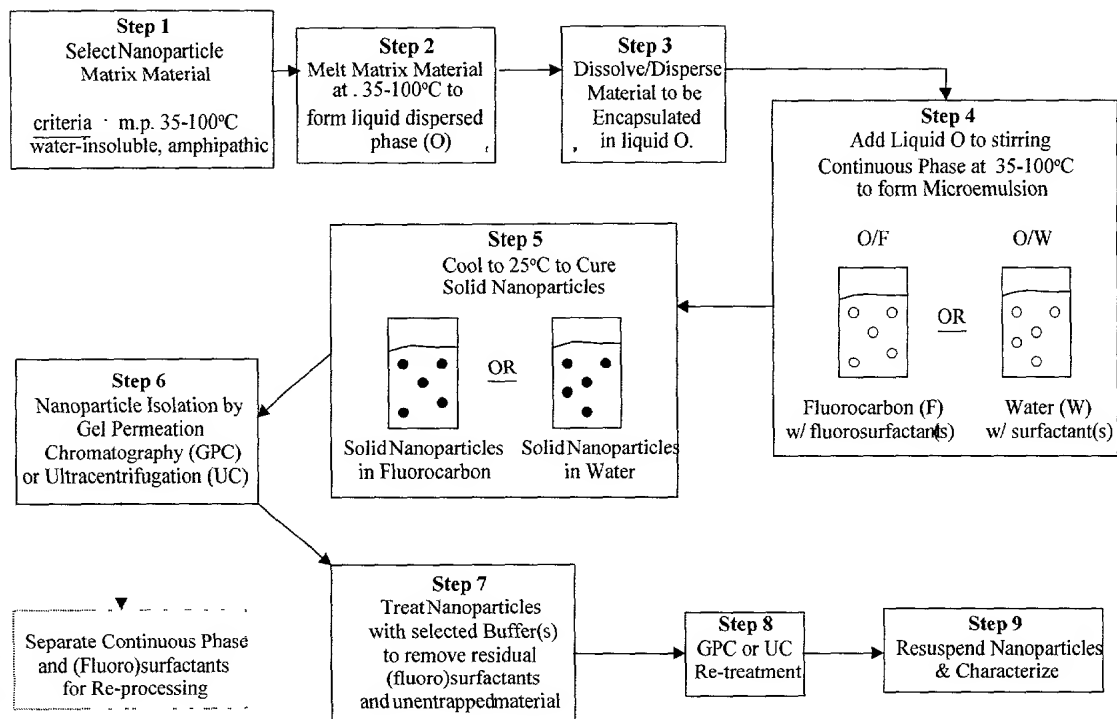 Step 1
Select Nanoparticle
Matrix Material
criteria · m.p. 35-100ºC
water-insoluble, amphipathic
Step 2
Melt Matrix Material
at . 35-100ºC to
form liquid dispersed
phase (O)
Step 3
Dissolve/Disperse
Material to be
Encapsulated
in liquid O.
Step 4
Add Liquid O to stirring
Continuous Phase at 35-100ºC
to form Microemulsion
O/F
O/W
OR
Fluorocarbon (F)
w/ fluorosurfactant(s)
Water (W)
w/ surfactant(s)
Step 5
Cool to 25ºC to Cure
Solid Nanoparticles
OR
Solid Nanoparticles
in Fluorocarbon
Solid Nanoparticles
in Water
Step 6
Nanoparticle Isolation by
Gel Permeation
Chromatography (GPC)
or Ultracentrifugation (UC)
Separate Continuous Phase
and (Fluoro)surfactants
for Re-processing
Step 7
Treat Nanoparticles
with selected Buffer(s)
to remove residual
(fluoro)surfactants
and unentrapped material
Step 8
GPC or UC
Re-treatment
Step 9
Resuspend Nanoparticles
& Characterize